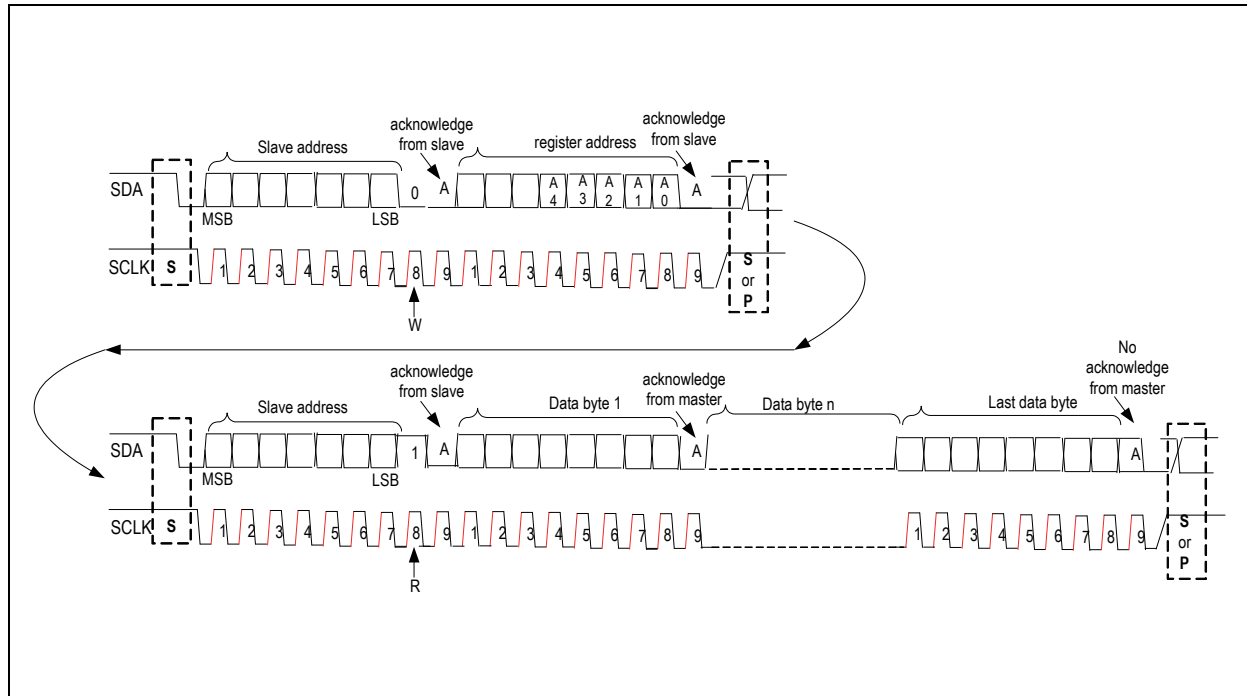 acknowledge
from slave
acknowledge
from slave
Slave address
register address
SDA
0
A
A
4
A
3
A
2
A
1
A
0
A
MSB
LSB
SCLK
S
1 2 3 4 5 6 7 8 9 1 2 3 4 5 6 7 8 9
S
or
P
W
No
acknowledge
from master
acknowledge
from slave
acknowledge
from master
Slave address
Data byte 1
Data byte n
Last data byte
SDA
1
A
A
A
MSB
LSB
SCLK
S
1 2 3 4 5 6 7 8 9 1 2 3 4 5 6 7 8 9
1 2 3 4 5 6 7 8 9
S
or
P
R